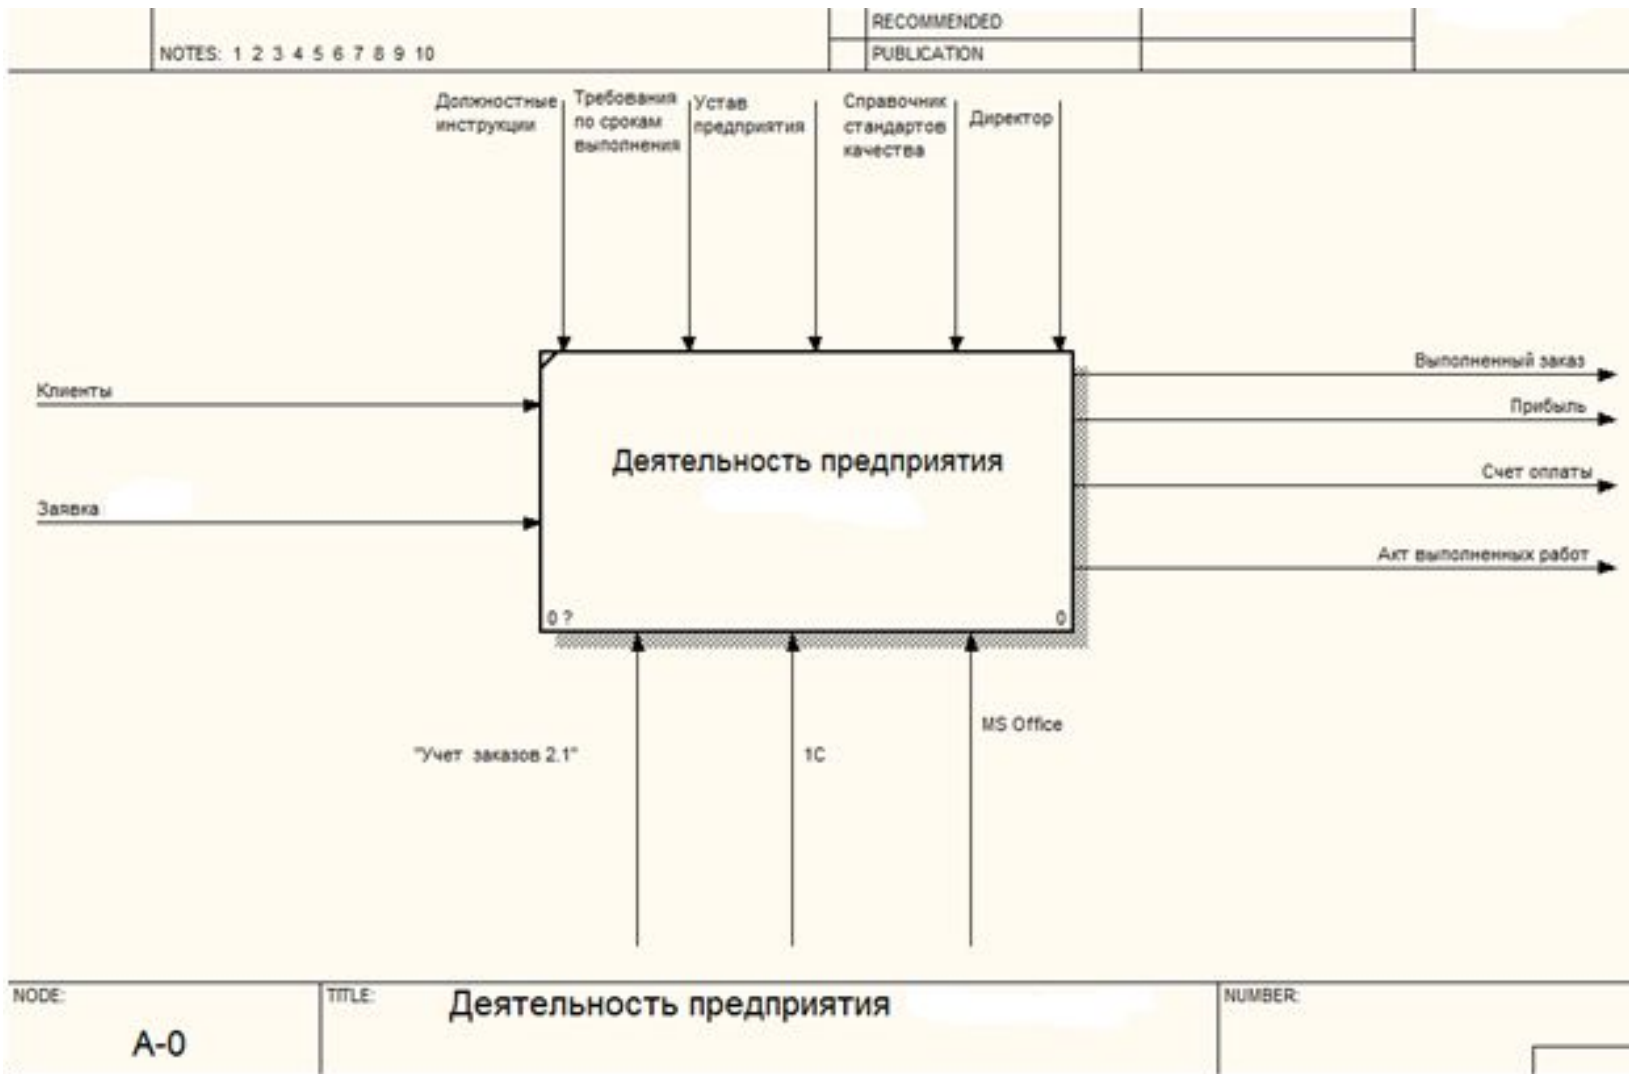 RECOMMENDED
NOTES: 1 2 3 4 5 6 7 8 9 10
PUBLICATION
Должностные
инструкции
Требования
по срокам
выполнения
Устав
предприятия
Справочник
стандартов
качества
Директор
Клиенты
Заявка
Деятельность предприятия
0 ?
0
Выполненный заказ
Прибыль
Счет оплаты
Акт выполненных работ
"Учет заказов 2.1"
1С
MS Office
NODE:
A-0
TITLE:
Деятельность предприятия
NUMBER: